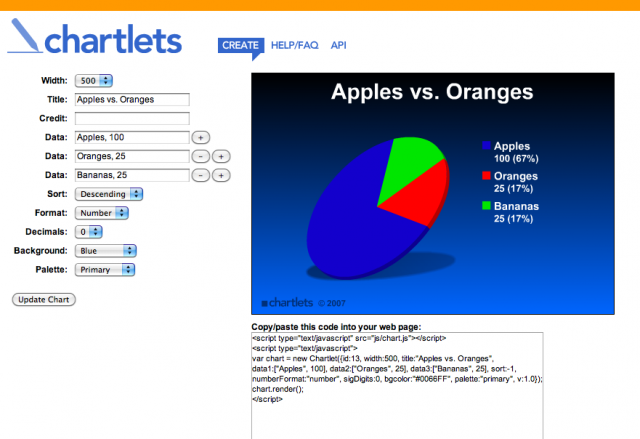 chartlets
CREATE HELP/FAQ API
Width: 500
Title: Apples vs. Oranges
Credit:
Data: Apples, 100 +
Data: Oranges, 25 - +
Data: Bananas, 25 - +
Sort: Descending
Format: Number
Decimals: 0
Background: Blue
Palette: Primary
Update Chart
Apples vs. Oranges
Apples
100 (67%)
Oranges
25 (17%)
Bananas
25 (17%)
chartlets © 2007
Copy/paste this code into your web page:
<script type="text/javascript" src="js/chart.js"></script>
<script type="text/javascript">
var chart = new Chartlet({id:13, width:500, title:"Apples vs. Oranges",
data1:["Apples", 100], data2:["Oranges", 25], data3:["Bananas", 25], sort:-1,
numberFormat:"number", sigDigits:0, bgcolor:"#0066FF", palette:"primary", v:1.0});
chart.render();
</script>